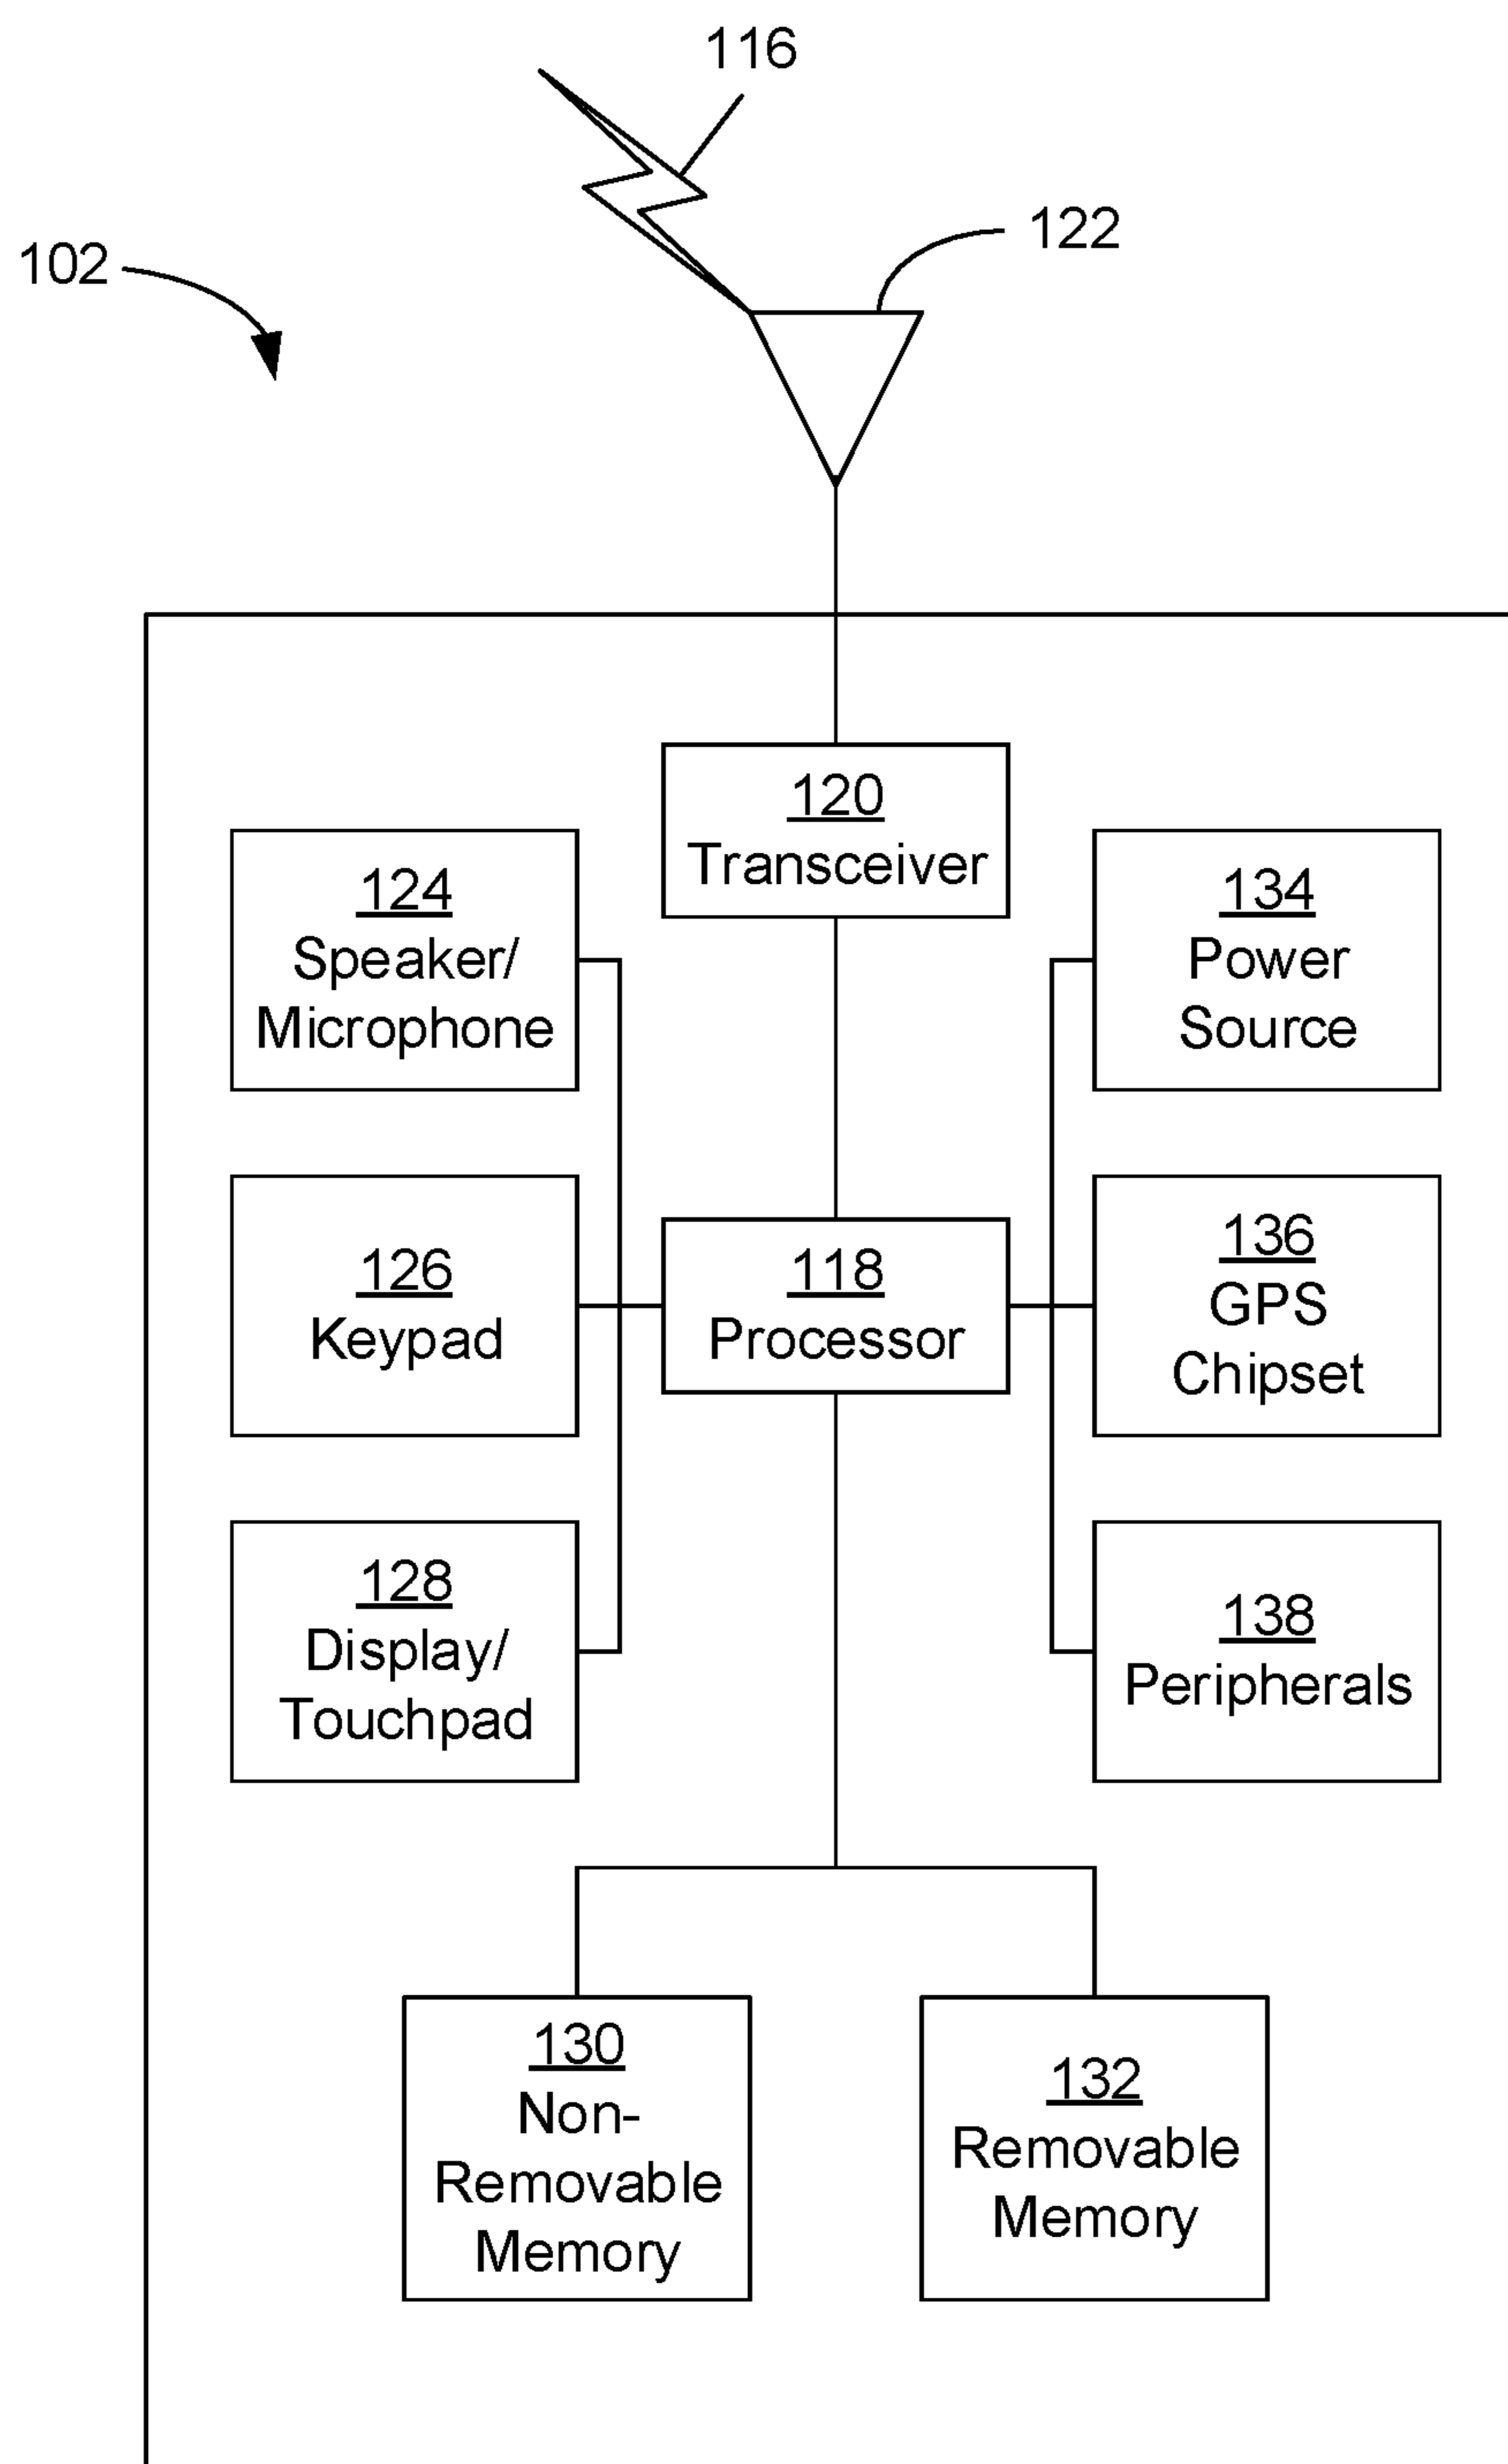 116
122
102
120
Transceiver
124
Speaker/
Microphone
134
Power
Source
126
Keypad
118
Processor
136
GPS
Chipset
128
Display/
Touchpad
138
Peripherals
130
Non-
Removable
Memory
132
Removable
Memory